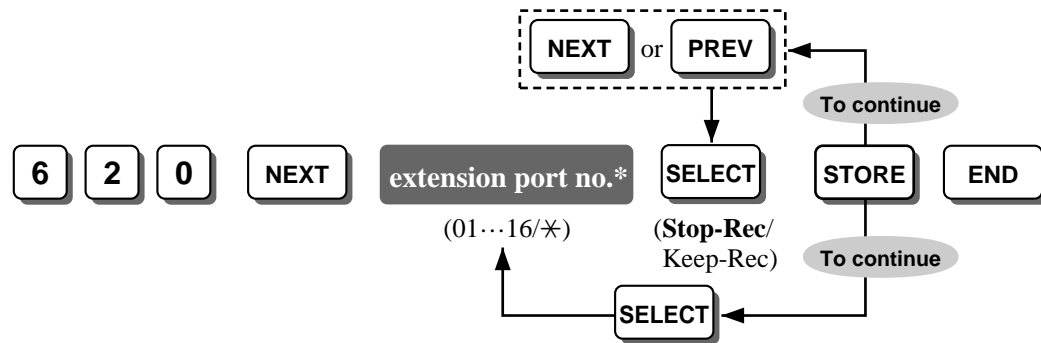 NEXT or PREV
To continue
6 2 0 NEXT extension port no.* SELECT STORE END
(01···16/✳) (Stop-Rec/
Keep-Rec)
To continue
SELECT